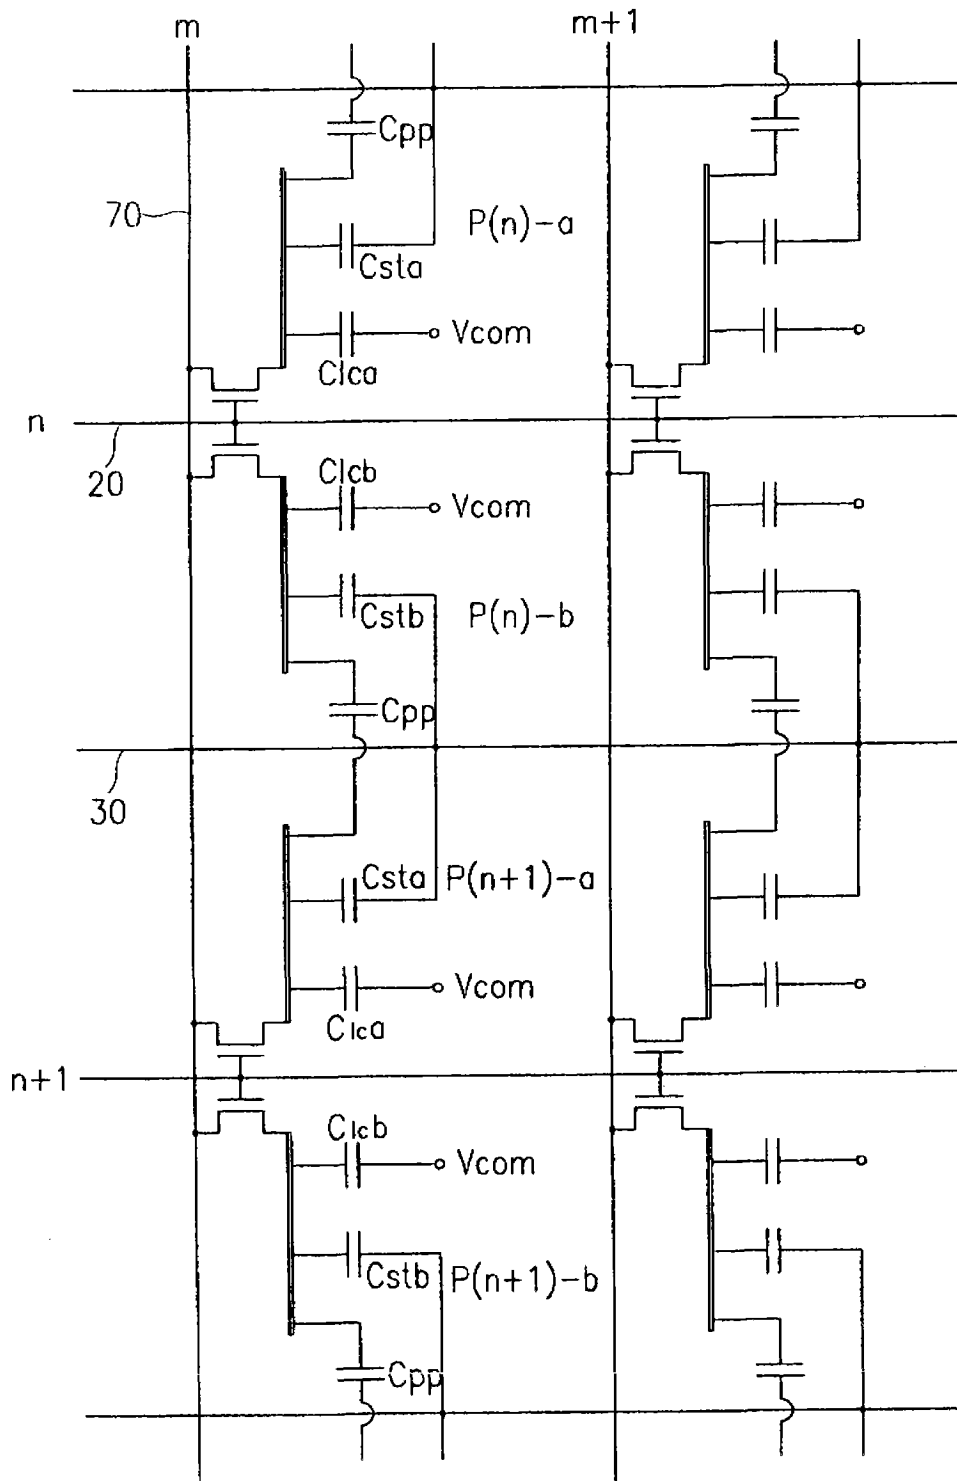 m
m+1
Cpp
70
P(n)-a
Csta
Vcom
Clca
n
20
Clcb
Vcom
Cstb
P(n)-b
Cpp
30
Csta
P(n+1)-a
Vcom
Clca
n+1
Clcb
Vcom
Cstb
P(n+1)-b
Cpp